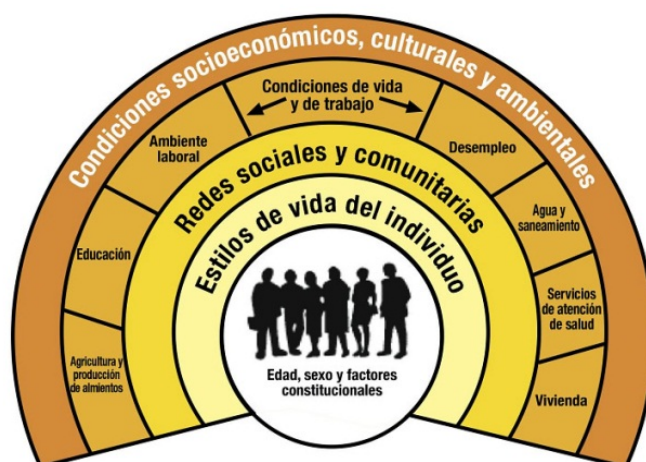 Condiciones socioeconómicos, culturales y ambientales
Condiciones de vida
y de trabajo
Ambiente
laboral
Desempleo
Educación
Agua y
saneamiento
Agricultura y
producción
de almientos
Servicios
de atención
de salud
Vivienda
Redes sociales y comunitarias
Estilos de vida del individuo
Edad, sexo y factores
constitucionales